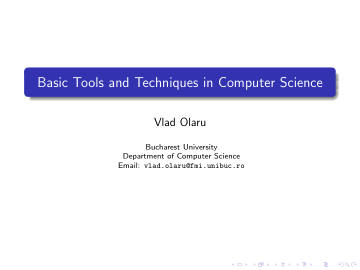 Basic Tools and Techniques in Computer Science
Vlad Olaru
Bucharest University
Department of Computer Science
Email: vlad.olaru@fmi.unibuc.ro